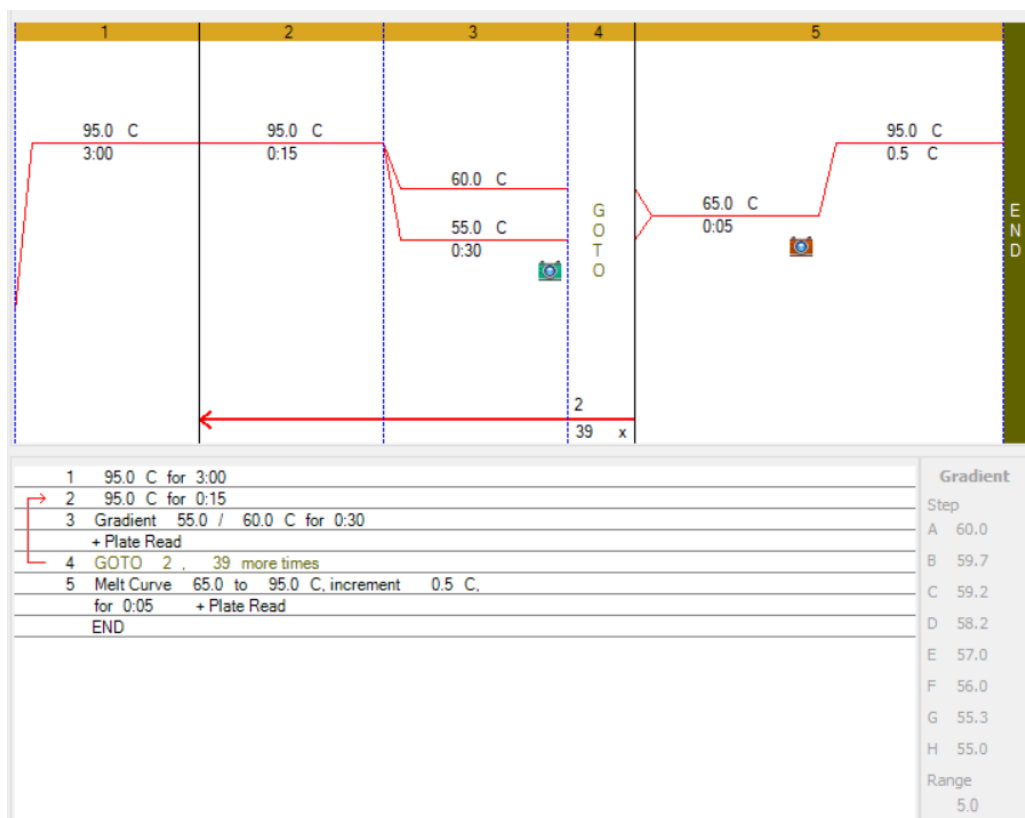 1 2 3 4 5
95.0 C 95.0 C 95.0 C
3:00 0:15 0.5 C
60.0 C
55.0 C
0:30
65.0 C
0:05
GOTO
END
2
39 x
1 95.0 C for 3:00
2 95.0 C for 0:15
3 Gradient 55.0 / 60.0 C for 0:30
+ Plate Read
4 GOTO 2 , 39 more times
5 Melt Curve 65.0 to 95.0 C, increment 0.5 C,
for 0:05 + Plate Read
END
Gradient
Step
A 60.0
B 59.7
C 59.2
D 58.2
E 57.0
F 56.0
G 55.3
H 55.0
Range
5.0